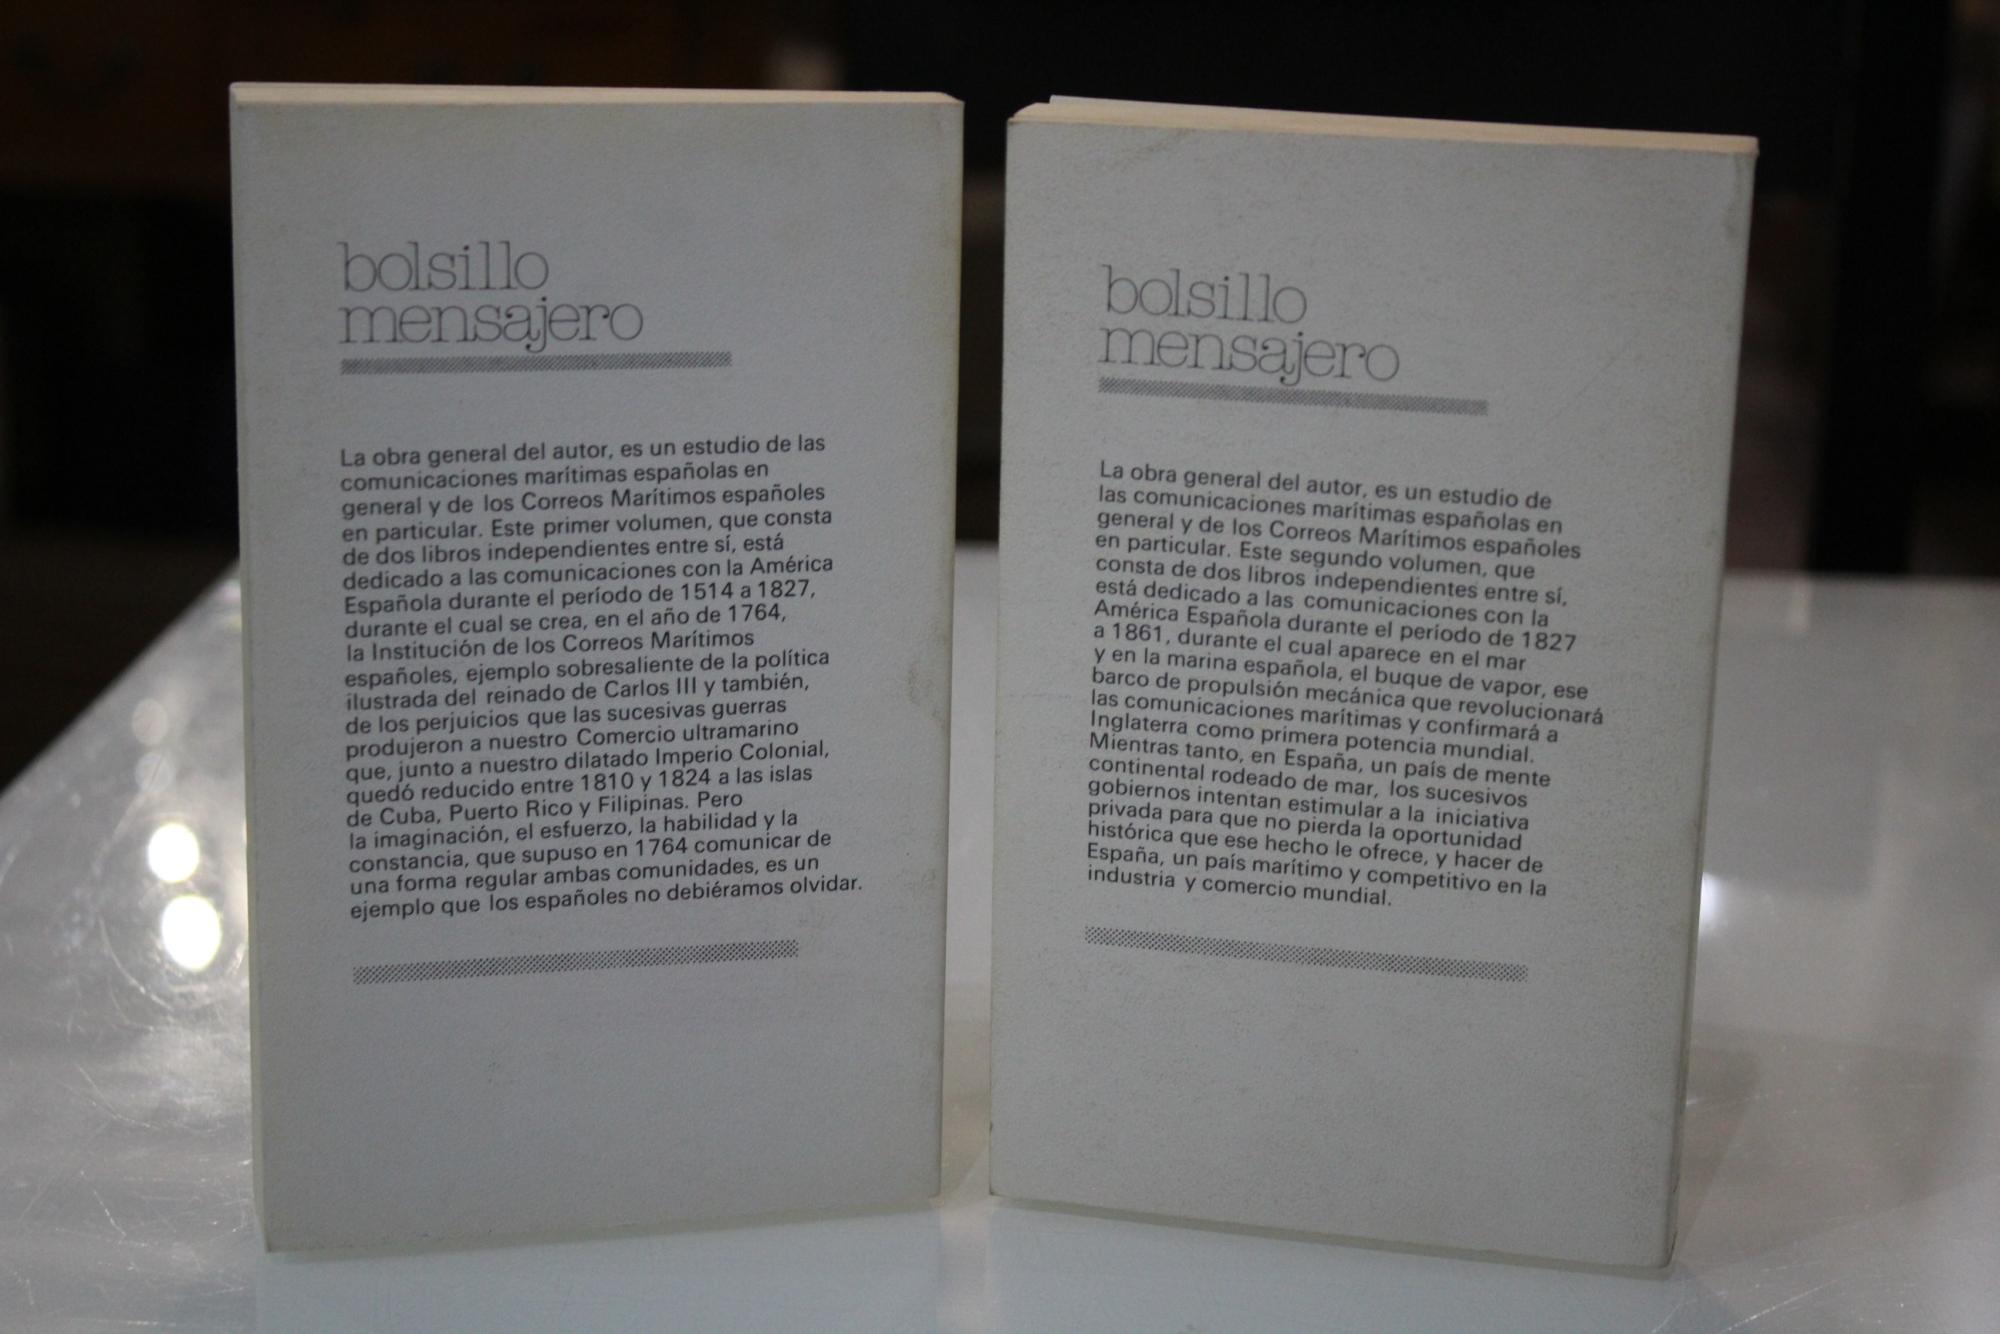 bolsillo
mensajero
La obra general del autor, es un estudio de las
comunicaciones marítimas españolas en
general y de los Correos Marítimos españoles
en particular. Este primer volumen, que consta
de dos libros independientes entre sí, está
dedicado a las comunicaciones con la América
Española durante el período de 1514 a 1827,
durante el cual se crea, en el año de 1764,
la Institución de los Correos Marítimos
españoles, ejemplo sobresaliente de la política
ilustrada del reinado de Carlos III y también,
de los perjuicios que las sucesivas guerras
produjeron a nuestro Comercio ultramarino
que, junto a nuestro dilatado Imperio Colonial,
quedó reducido entre 1810 y 1824 a las islas
de Cuba, Puerto Rico y Filipinas. Pero
la imaginación, el esfuerzo, la habilidad y la
constancia, que supuso en 1764 comunicar de
una forma regular ambas comunidades, es un
ejemplo que los españoles no debiéramos olvidar.
bolsillo
mensajero
La obra general del autor, es un estudio de
las comunicaciones marítimas españolas en
general y de los Correos Marítimos españoles
en particular. Este segundo volumen, que
consta de dos libros independientes entre sí,
está dedicado a las comunicaciones con la
América Española durante el período de 1827
a 1861, durante el cual aparece en el mar
y en la marina española, el buque de vapor, ese
barco de propulsión mecánica que revolucionará
las comunicaciones marítimas y confirmará a
Inglaterra como primera potencia mundial.
Mientras tanto, en España, un país de mente
continental rodeado de mar, los sucesivos
gobiernos intentan estimular a la iniciativa
privada para que no pierda la oportunidad
histórica que ese hecho le ofrece, y hacer de
España, un país marítimo y competitivo en la
industria y comercio mundial.